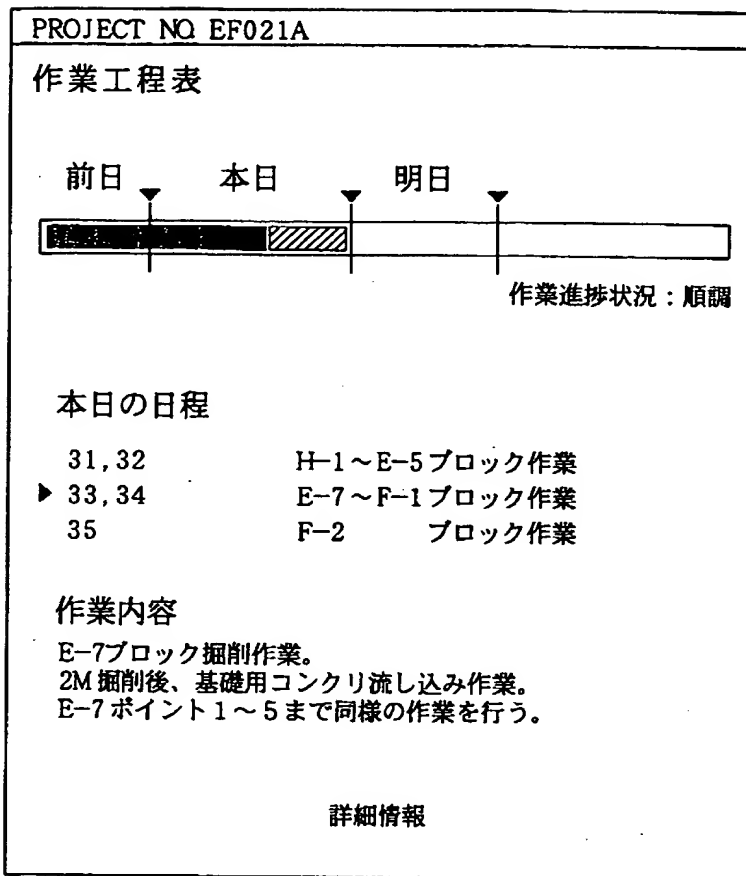 PROJECT NO. EF021A
作業工程表
前日 本日 明日
作業進捗状況：順調
本日の日程
31,32 H-1～E-5ブロック作業
▶ 33,34 E-7～F-1ブロック作業
35 F-2 ブロック作業
作業内容
E-7ブロック掘削作業。
2M掘削後、基礎用コンクリ流し込み作業。
E-7ポイント1～5まで同様の作業を行う。
詳細情報